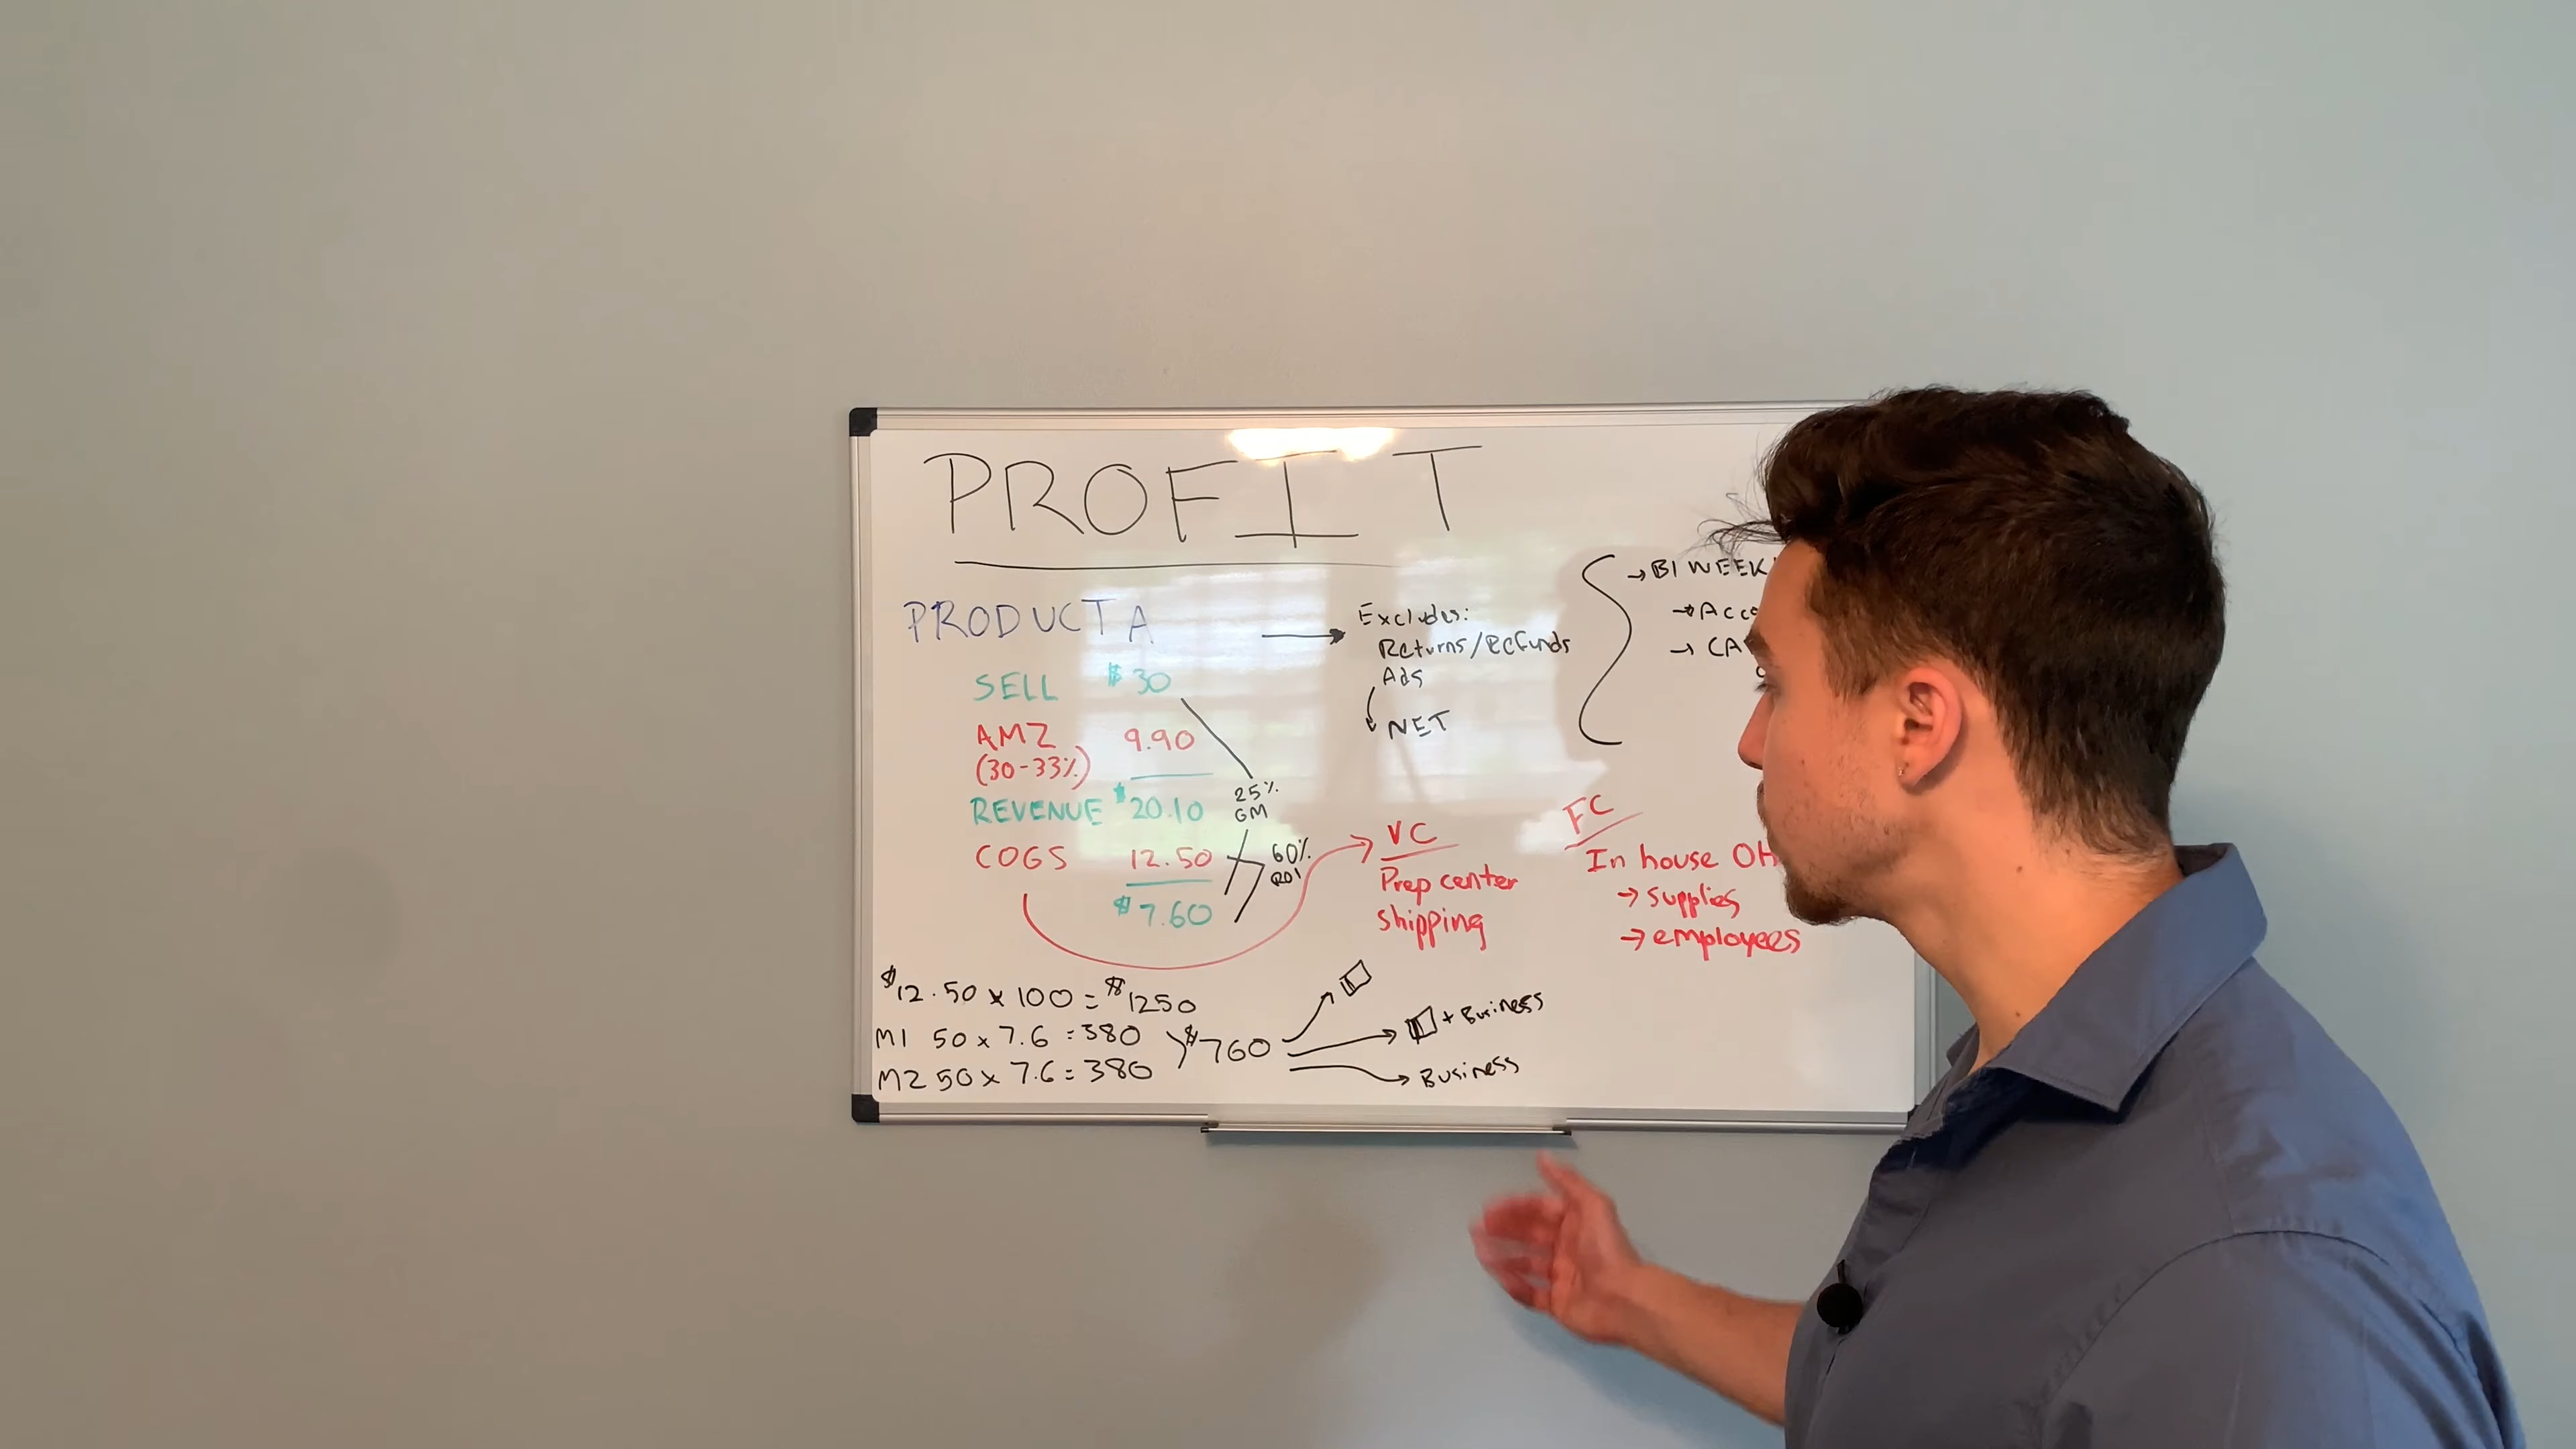 PROFIT
PRODUCT A
SELL $30
AMZ 9.90
(30-33%)
REVENUE $20.10
COGS 12.50
$7.60
25%
GM
60%
ROI
Excludes:
Returns/Refunds
Ads
NET
→ BI WEEK
→
→
VC
Prep center
shipping
FC
In house OH
→ supplies
→ employees
$12.50 x 100 = $1250
M1 50 x 7.6 = 380
M2 50 x 7.6 = 380
$760
+ Business
Business